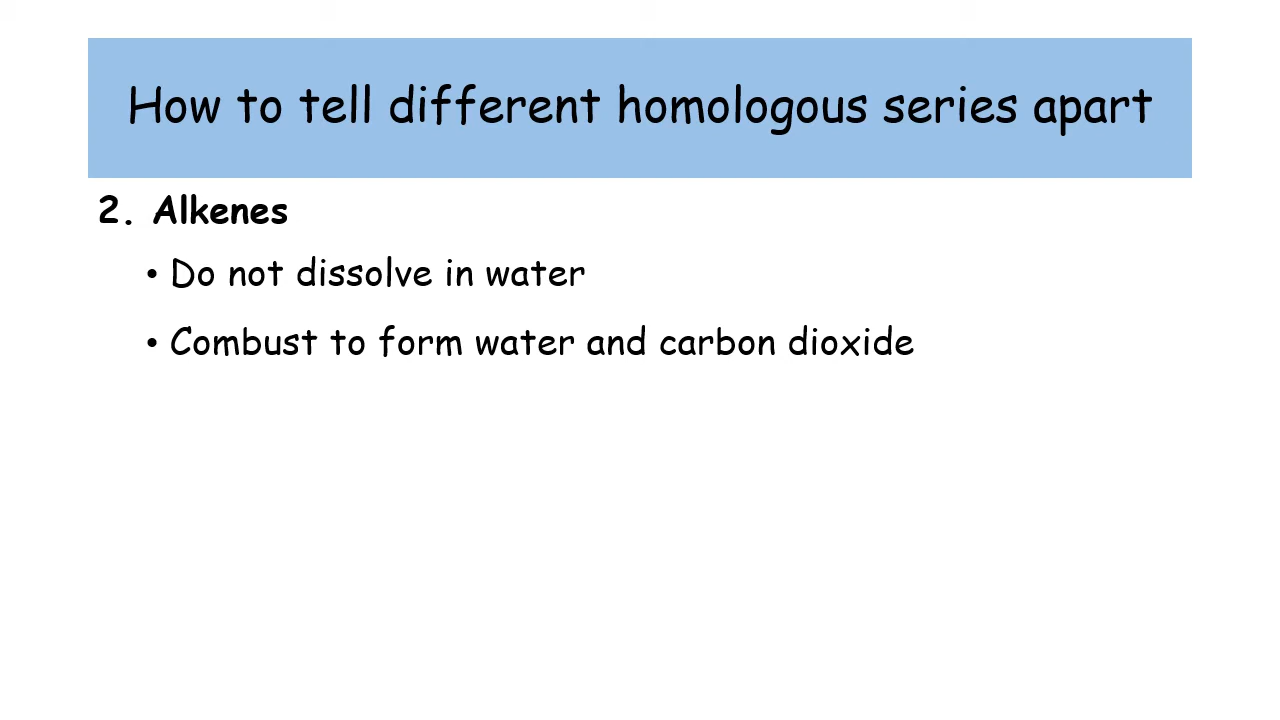 How to tell different homologous series apart
2. Alkenes
• Do not dissolve in water
• Combust to form water and carbon dioxide